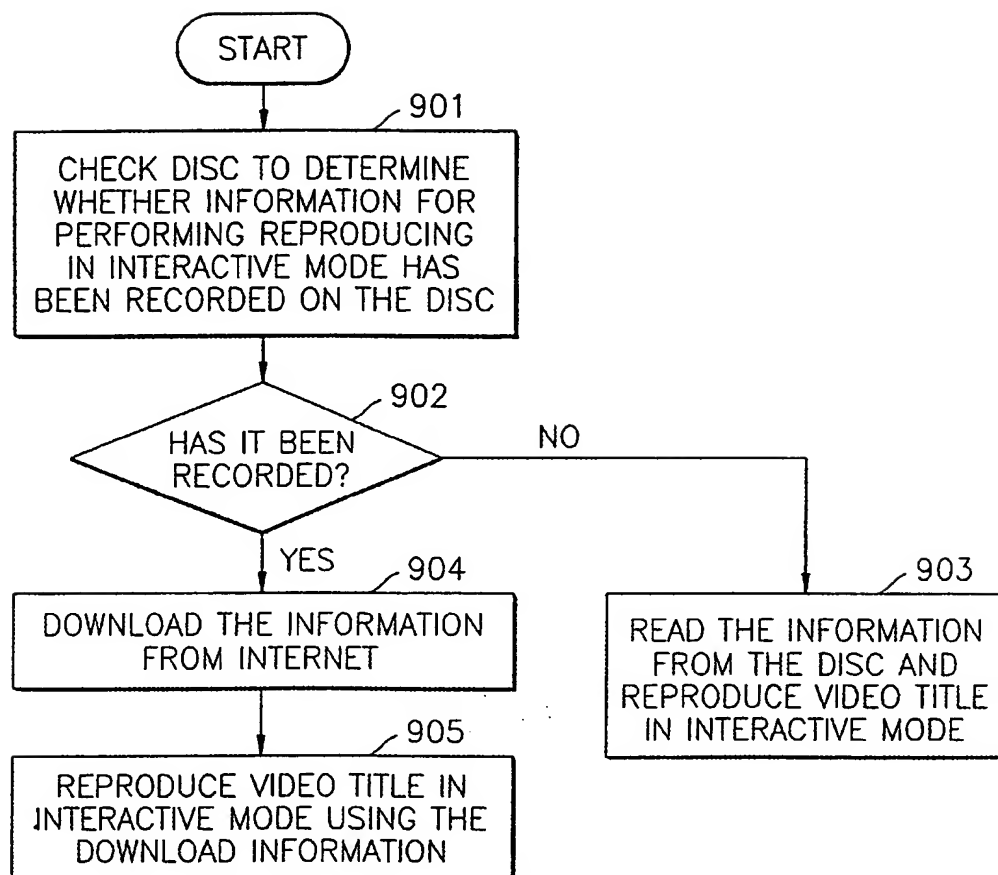 START
901
CHECK DISC TO DETERMINE
WHETHER INFORMATION FOR
PERFORMING REPRODUCING
IN INTERACTIVE MODE HAS
BEEN RECORDED ON THE DISC
902
HAS IT BEEN
RECORDED?
NO
YES
904
DOWNLOAD THE INFORMATION
FROM INTERNET
903
READ THE INFORMATION
FROM THE DISC AND
REPRODUCE VIDEO TITLE
IN INTERACTIVE MODE
905
REPRODUCE VIDEO TITLE IN
INTERACTIVE MODE USING THE
DOWNLOAD INFORMATION